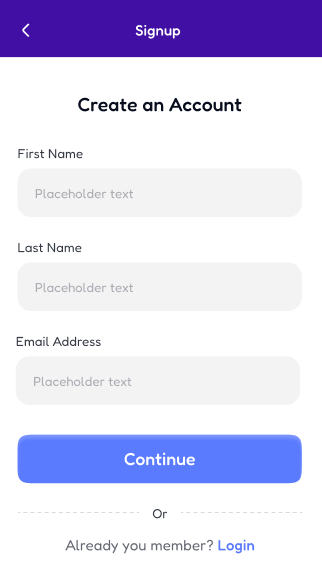 Signup
Create an Account
First Name
Placeholder text
Last Name
Placeholder text
Email Address
Placeholder text
Continue
Or
Already you member? Login